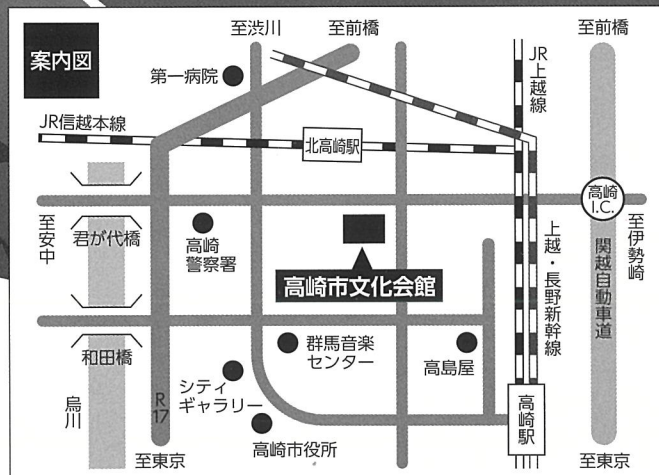 案内図
至渋川
至前橋
至前橋
第一病院
JR上越線
JR信越本線
北高崎駅
高崎
I.C.
至安中
君が代橋
高崎
警察署
高崎市文化会館
上越・長野新幹線
関越自動車道
至伊勢崎
和田橋
群馬音楽
センター
高島屋
シティ
ギャラリー
烏川
R
17
高崎市役所
高崎駅
至東京
至東京